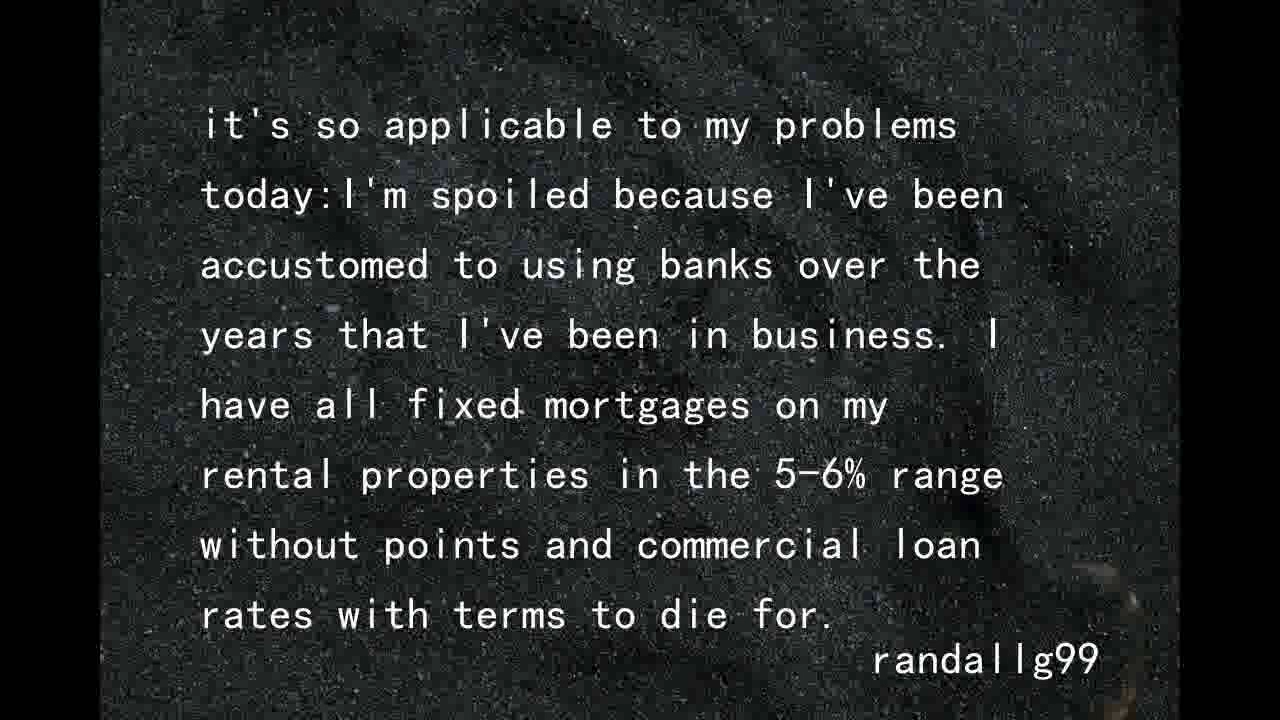 it's so applicable to my problems
today:I'm spoiled because I've been
accustomed to using banks over the
years that I've been in business. I
have all fixed mortgages on my
rental properties in the 5-6% range
without points and commercial loan
rates with terms to die for.
randallg99